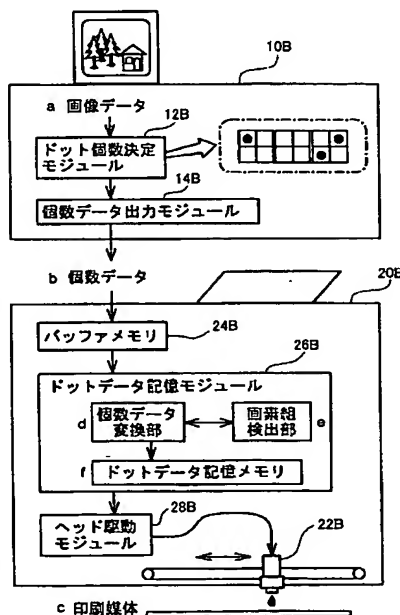 10B
a 画像データ
12B
ドット個数決定
モジュール
14B
個数データ出力モジュール
b 個数データ
20B
バッファメモリ
24B
26B
ドットデータ記憶モジュール
d 個数データ
変換部
画素組
検出部 e
f ドットデータ記憶メモリ
ヘッド駆動
モジュール
28B
22B
c 印刷媒体